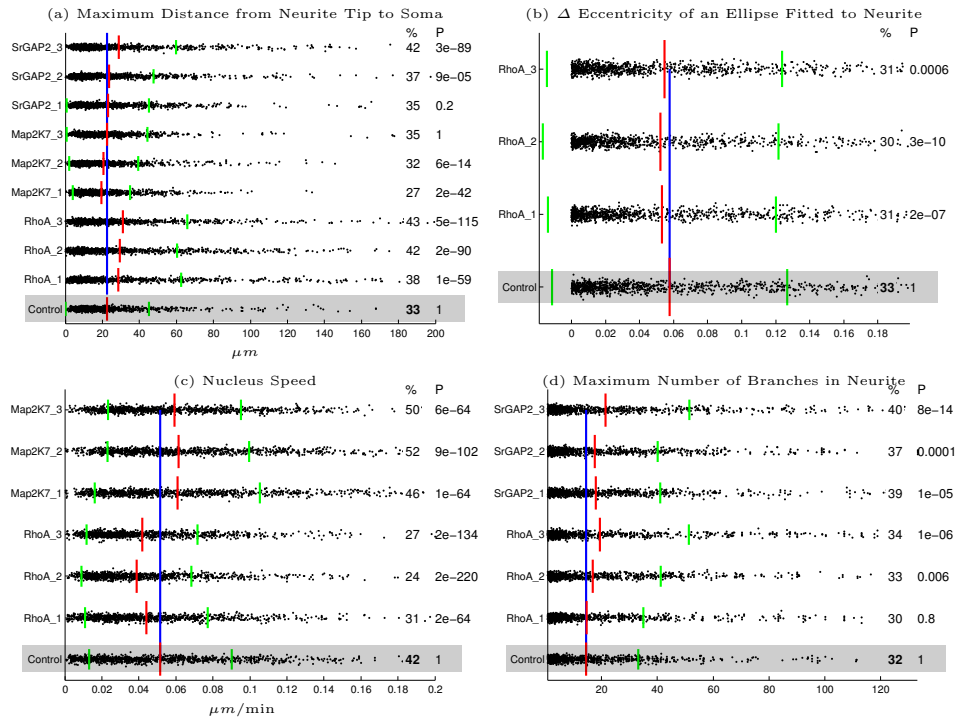 (a) Maximum Distance from Neurite Tip to Soma
% P
SrGAP2_3 42 3e−89
SrGAP2_2 37 9e−05
SrGAP2_1 35 0.2
Map2K7_3 35 1
Map2K7_2 32 6e−14
Map2K7_1 27 2e−42
RhoA_3 43 5e−115
RhoA_2 42 2e−90
RhoA_1 38 1e−59
Control 33 1
0 20 40 60 80 100 120 140 160 180 200
μm
(b) Δ Eccentricity of an Ellipse Fitted to Neurite
% P
RhoA_3 31 0.0006
RhoA_2 30 3e−10
RhoA_1 31 2e−07
Control 33 1
0 0.02 0.04 0.06 0.08 0.1 0.12 0.14 0.16 0.18
(c) Nucleus Speed
% P
Map2K7_3 50 6e−64
Map2K7_2 52 9e−102
Map2K7_1 46 1e−64
RhoA_3 27 2e−134
RhoA_2 24 2e−220
RhoA_1 31 2e−64
Control 42 1
0 0.02 0.04 0.06 0.08 0.1 0.12 0.14 0.16 0.18 0.2
μm/min
(d) Maximum Number of Branches in Neurite
% P
SrGAP2_3 40 8e−14
SrGAP2_2 37 0.0001
SrGAP2_1 39 1e−05
RhoA_3 34 1e−06
RhoA_2 33 0.006
RhoA_1 30 0.8
Control 32 1
20 40 60 80 100 120